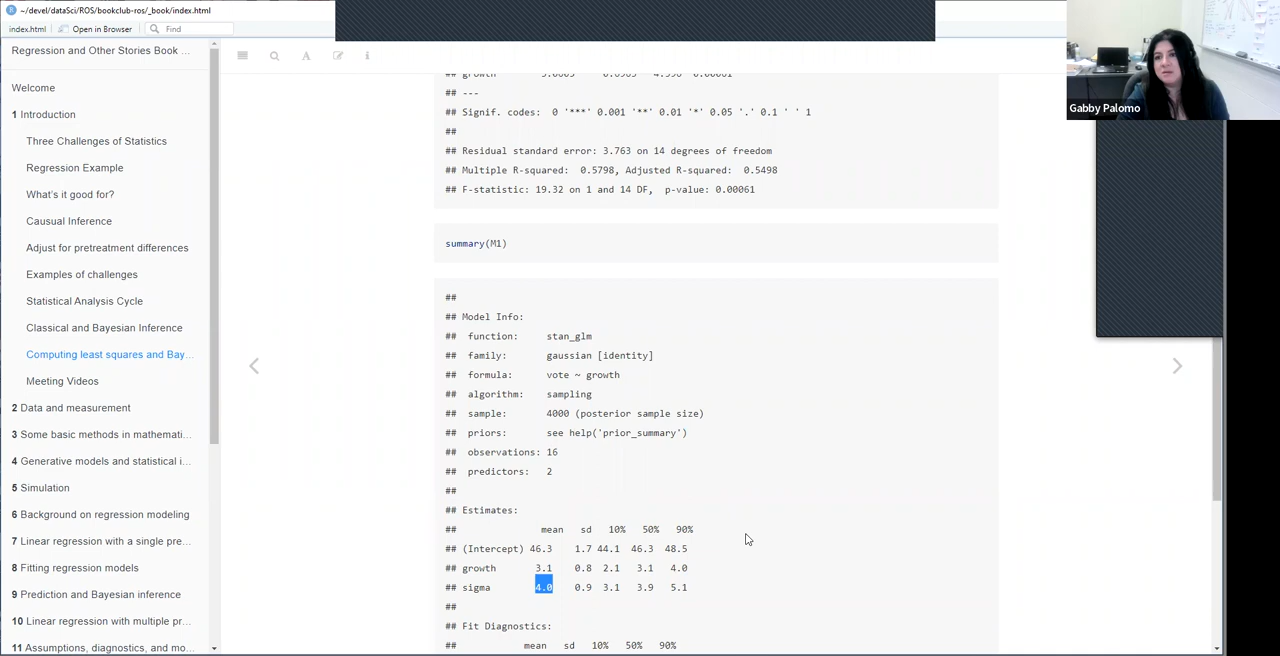 ~/devel/dataSci/ROS/bookclub-ros/_book/index.html
index.html
Open in Browser
Find
Regression and Other Stories Book ...
Welcome
1 Introduction
Three Challenges of Statistics
Regression Example
What's it good for?
Causual Inference
Adjust for pretreatment differences
Examples of challenges
Statistical Analysis Cycle
Classical and Bayesian Inference
Computing least squares and Bay...
Meeting Videos
2 Data and measurement
3 Some basic methods in mathemati...
4 Generative models and statistical i...
5 Simulation
6 Background on regression modeling
7 Linear regression with a single pre...
8 Fitting regression models
9 Prediction and Bayesian inference
10 Linear regression with multiple pr...
11 Assumptions, diagnostics, and mo...
## growth
## ---
## Signif. codes:  0 '***' 0.001 '**' 0.01 '*' 0.05 '.' 0.1 ' ' 1
##
## Residual standard error: 3.763 on 14 degrees of freedom
## Multiple R-squared:  0.5798, Adjusted R-squared:  0.5498
## F-statistic: 19.32 on 1 and 14 DF,  p-value: 0.00061
summary(M1)
##
## Model Info:
##  function:     stan_glm
##  family:       gaussian [identity]
##  formula:      vote ~ growth
##  algorithm:    sampling
##  sample:       4000 (posterior sample size)
##  priors:       see help('prior_summary')
##  observations: 16
##  predictors:   2
##
## Estimates:
##               mean   sd   10%   50%   90%
## (Intercept) 46.3    1.7 44.1  46.3  48.5
## growth       3.1    0.8  2.1   3.1   4.0
## sigma        4.0    0.9  3.1   3.9   5.1
##
## Fit Diagnostics:
##            mean   sd   10%   50%   90%
Gabby Palomo